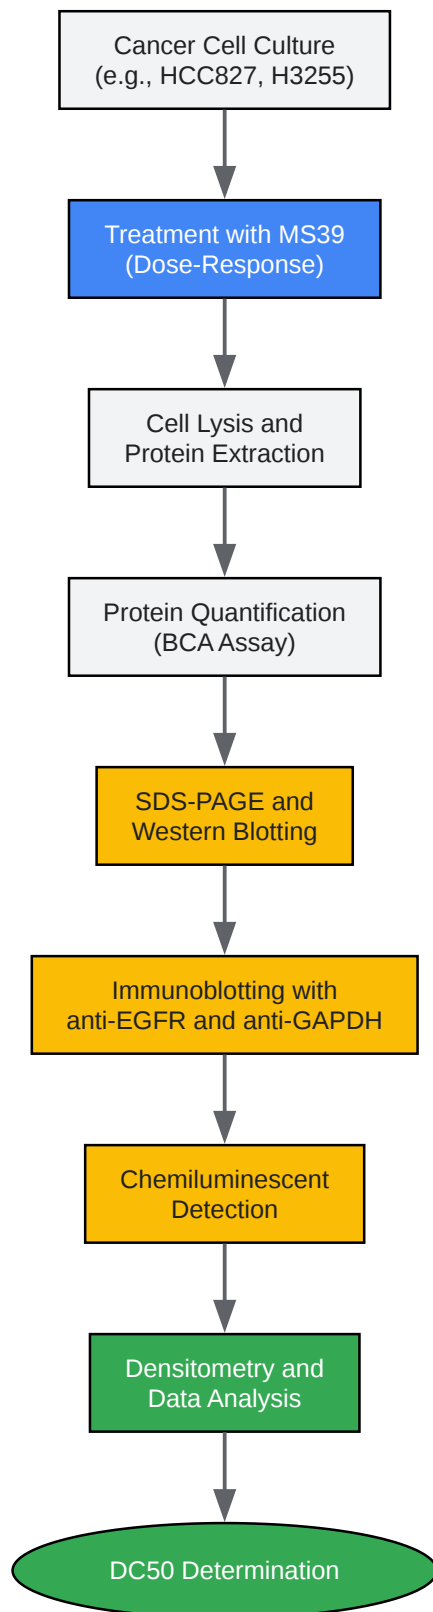 Cancer Cell Culture
(e.g., HCC827, H3255)
Treatment with MS39
(Dose-Response)
Cell Lysis and
Protein Extraction
Protein Quantification
(BCA Assay)
SDS-PAGE and
Western Blotting
Immunoblotting with
anti-EGFR and anti-GAPDH
Chemiluminescent
Detection
Densitometry and
Data Analysis
DC50 Determination